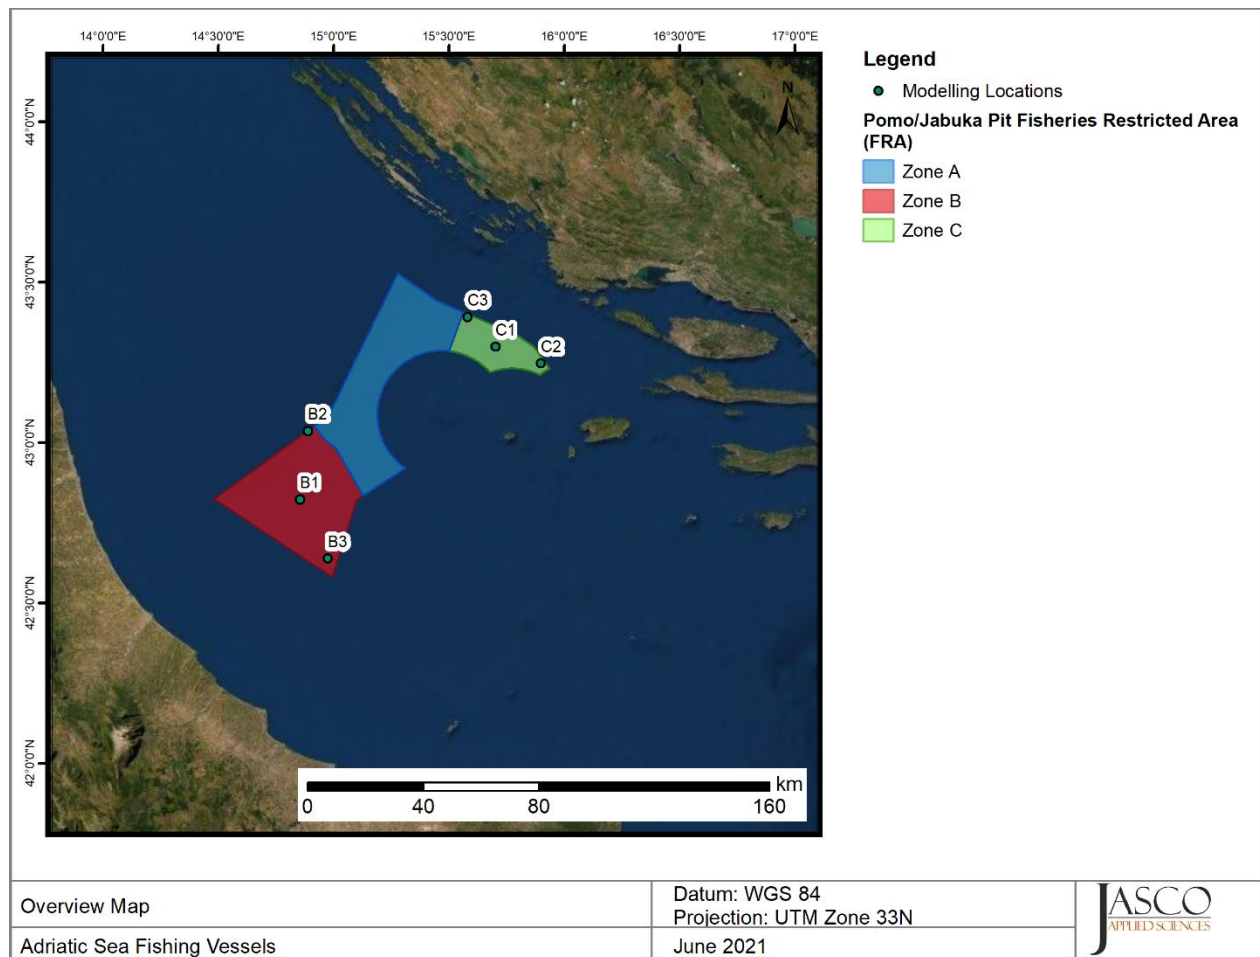 14°0'0"E 14°30'0"E 15°0'0"E 15°30'0"E 16°0'0"E 16°30'0"E 17°0'0"E
44°0'0"N
43°30'0"N
43°0'0"N
42°30'0"N
42°0'0"N
N
C3
C1
C2
B2
B1
B3
km
0 40 80 160
Legend
Modelling Locations
Pomo/Jabuka Pit Fisheries Restricted Area
(FRA)
Zone A
Zone B
Zone C
Overview Map
Adriatic Sea Fishing Vessels
Datum: WGS 84
Projection: UTM Zone 33N
June 2021
JASCO
APPLIED SCIENCES